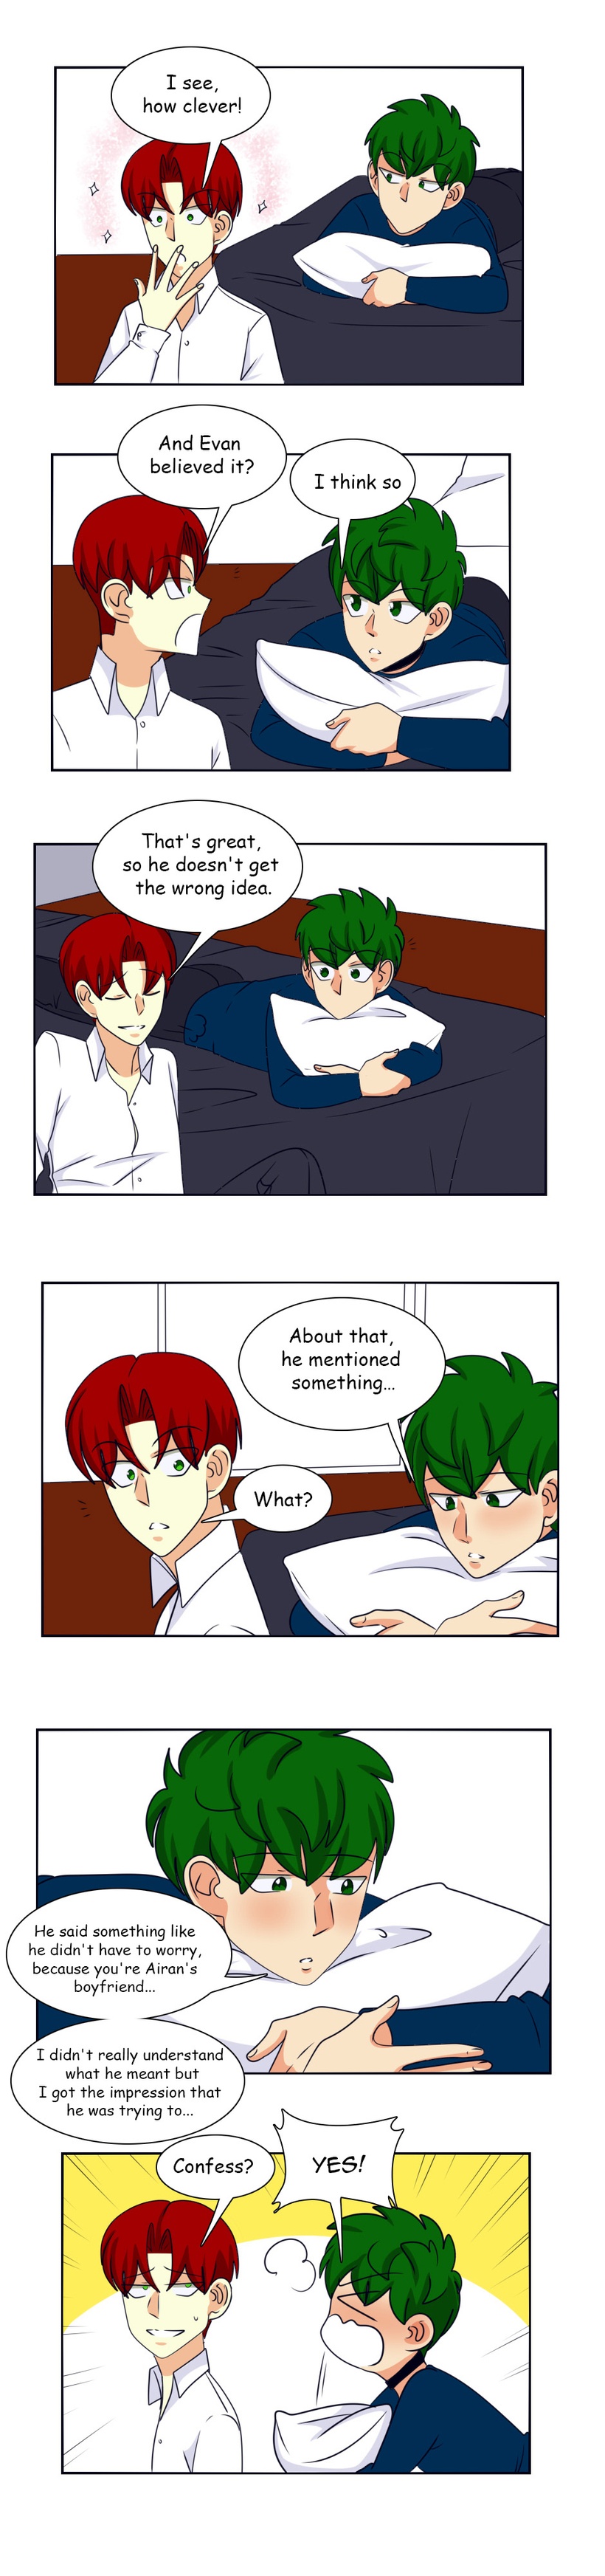 I see,
how clever!
And Evan
believed it?
I think so
That's great,
so he doesn't get
the wrong idea.
About that,
he mentioned
something...
What?
He said something like
he didn't have to worry,
because you're Airan's
boyfriend...
I didn't really understand
what he meant but
I got the impression that
he was trying to...
Confess?
YES!